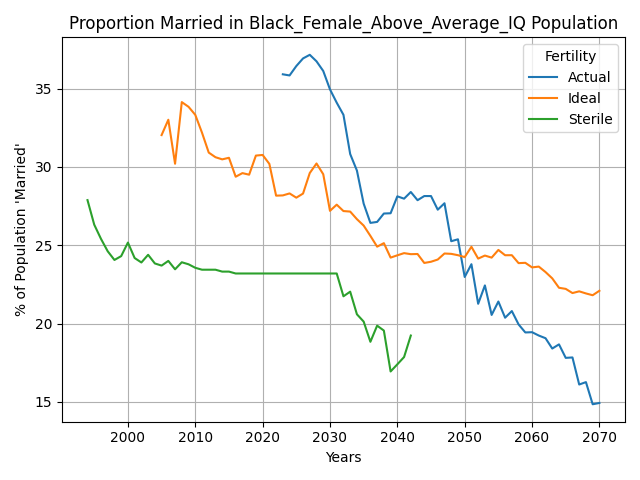 Proportion Married in Black_Female_Above_Average_IQ Population
Fertility
Actual
Ideal
Sterile
% of Population 'Married'
35
30
25
20
15
2000 2010 2020 2030 2040 2050 2060 2070
Years